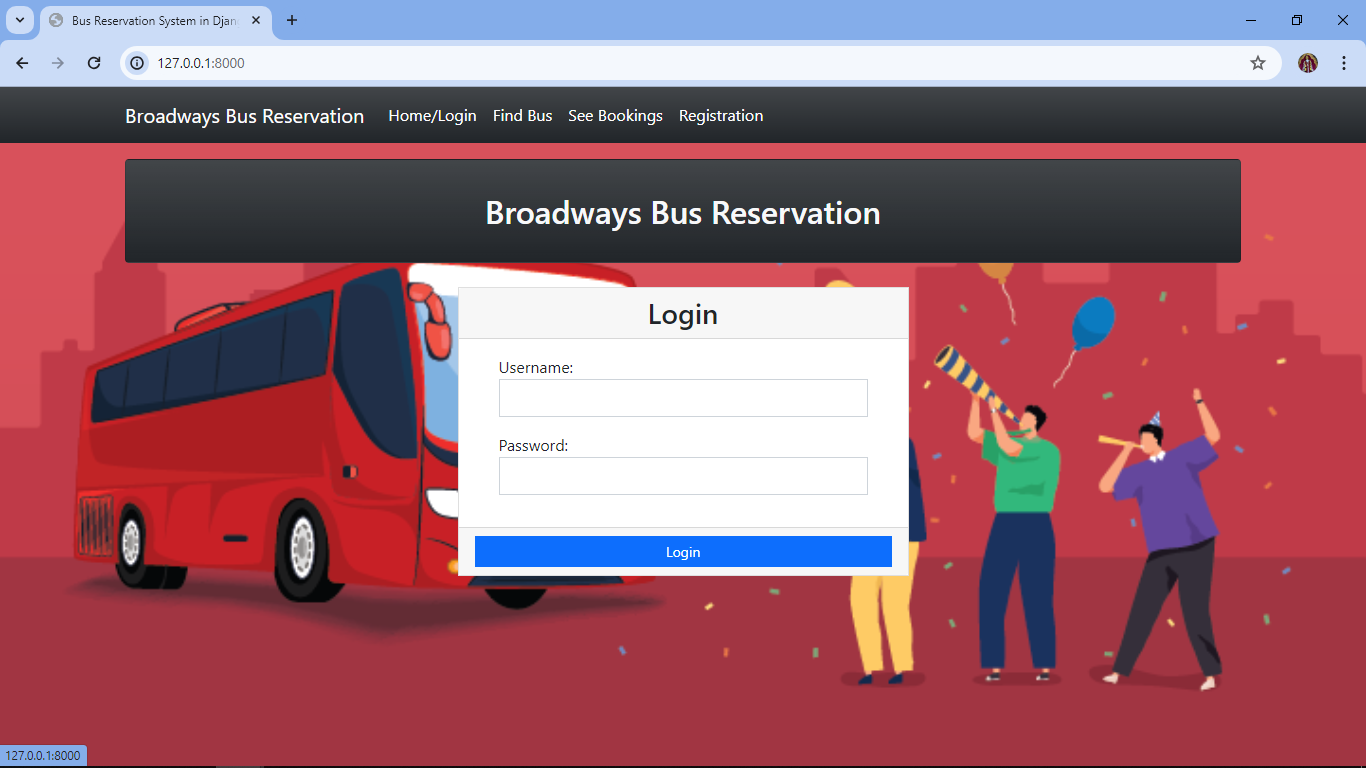 Bus Reservation System in Djan
127.0.0.1:8000
Broadways Bus Reservation Home/Login Find Bus See Bookings Registration
Broadways Bus Reservation
Login
Username:
Password:
Login
127.0.0.1:8000